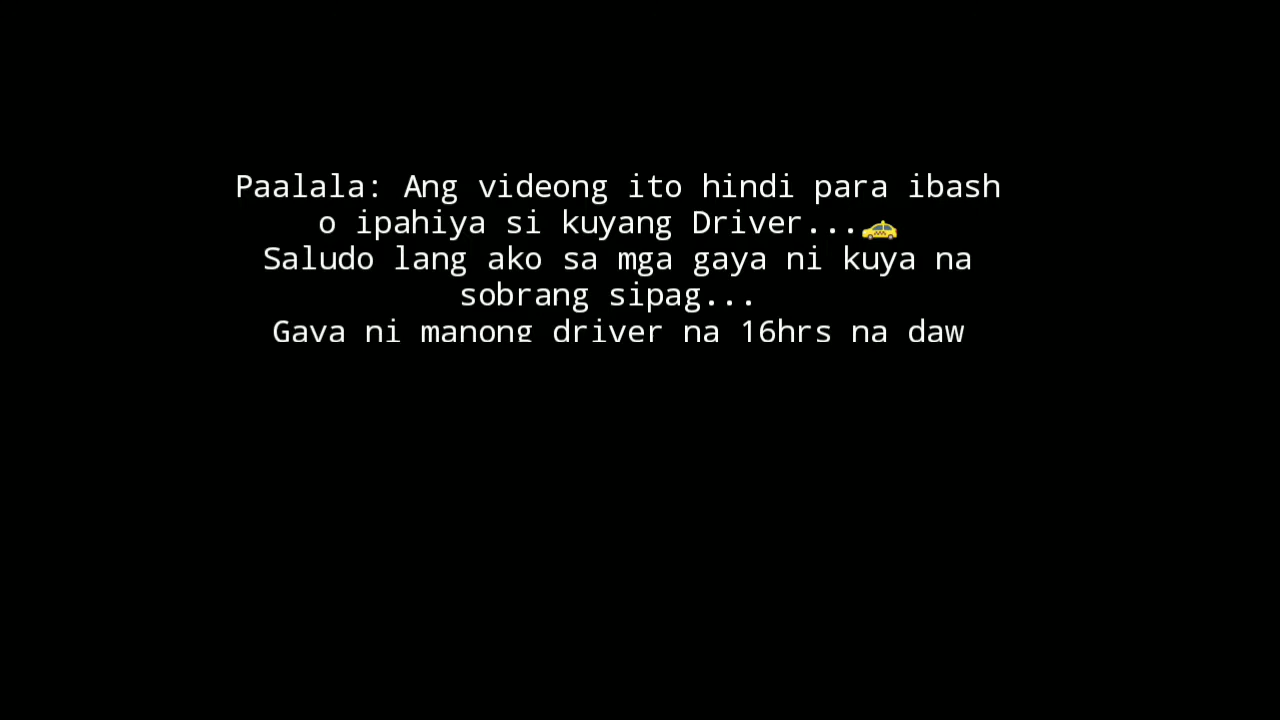 Paalala: Ang videong ito hindi para ibash
o ipahiya si kuyang Driver...🚕
Saludo lang ako sa mga gaya ni kuya na
sobrang sipag...
Gaya ni manong driver na 16hrs na daw